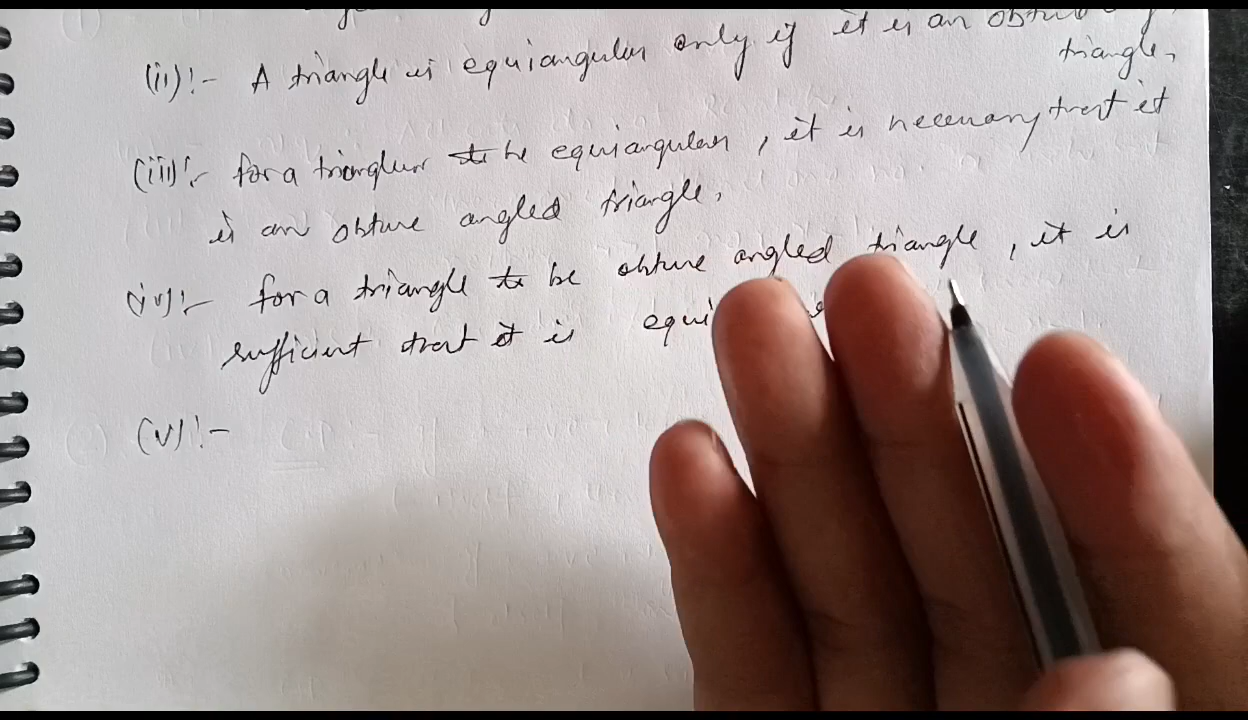 (ii):- A triangle is equiangular only if it is an
triangle.
(iii):- for a triangle to be equiangular, it is necessary that it
is an obtuse angled triangle.
(iv):- for a triangle to be obtuse angled triangle, it is
sufficient that it is equi
(v):-